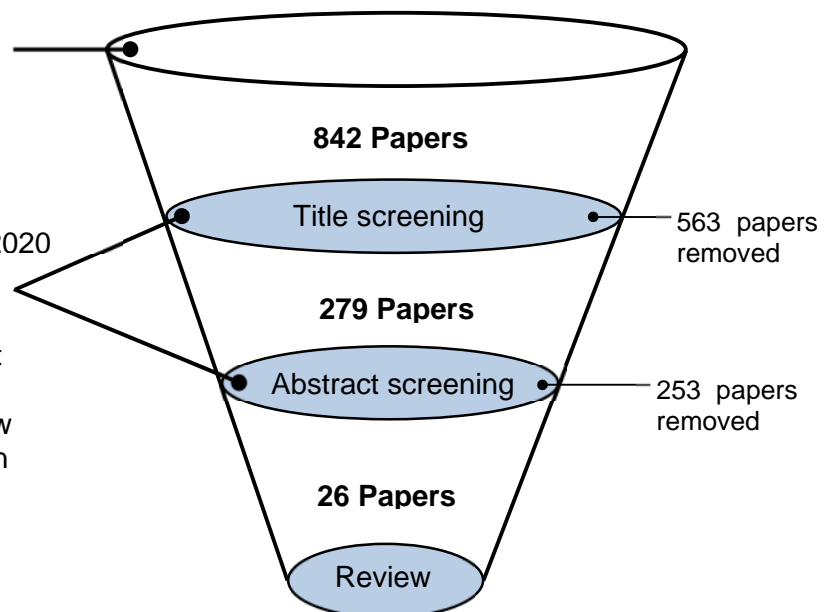 842 Papers
Title screening
563 papers
removed
2020
279 Papers
Abstract screening
253 papers
removed
26 Papers
Review